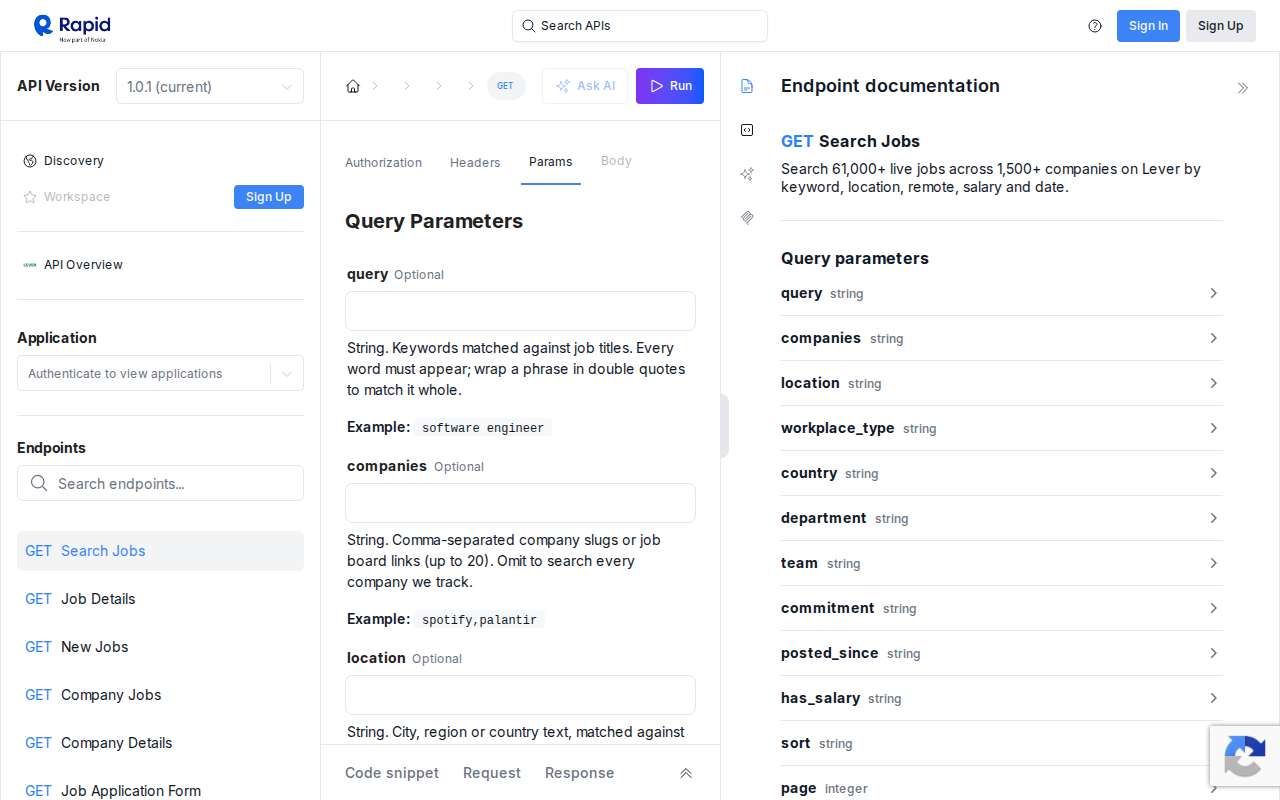 Rapid
Now part of Nokia
Search APIs
Sign In
Sign Up
API Version
1.0.1 (current)
Discovery
Workspace
Sign Up
API Overview
Application
Authenticate to view applications
Endpoints
Search endpoints...
GET Search Jobs
GET Job Details
GET New Jobs
GET Company Jobs
GET Company Details
GET Job Application Form
GET
Ask AI
Run
Authorization
Headers
Params
Body
Query Parameters
query Optional
String. Keywords matched against job titles. Every
word must appear; wrap a phrase in double quotes
to match it whole.
Example: software engineer
companies Optional
String. Comma-separated company slugs or job
board links (up to 20). Omit to search every
company we track.
Example: spotify,palantir
location Optional
String. City, region or country text, matched against
Code snippet
Request
Response
Endpoint documentation
GET Search Jobs
Search 61,000+ live jobs across 1,500+ companies on Lever by
keyword, location, remote, salary and date.
Query parameters
query string
companies string
location string
workplace_type string
country string
department string
team string
commitment string
posted_since string
has_salary string
sort string
page integer